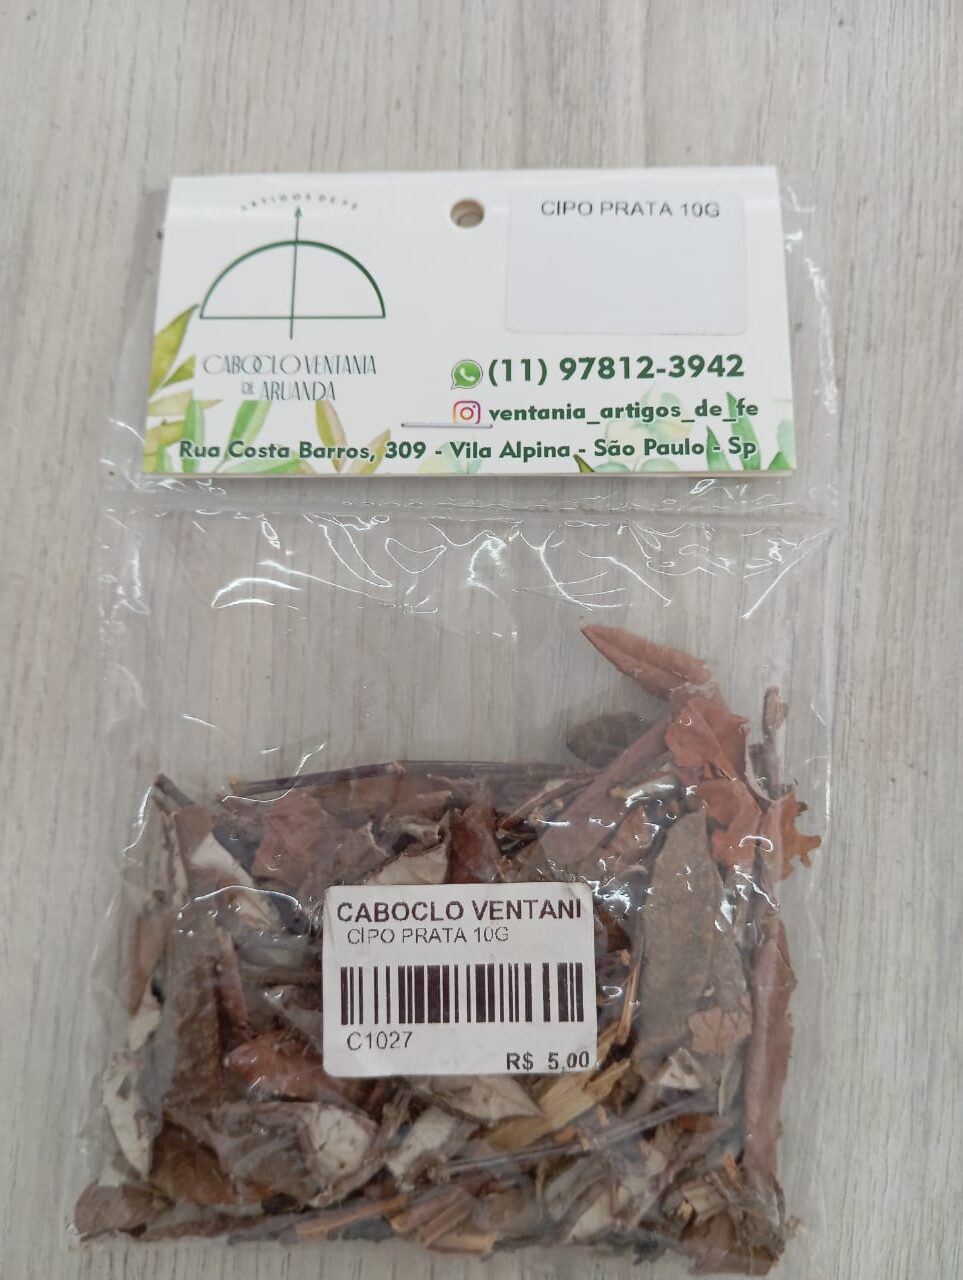 ARTIGOS DE FÉ
CABOCLO VENTANIA
DE ARUANDA
CIPO PRATA 10G
(11) 97812-3942
ventania_artigos_de_fe
Rua Costa Barros, 309 - Vila Alpina - São Paulo - Sp
CABOCLO VENTANI
CIPO PRATA 10G
C1027
R$ 5,00